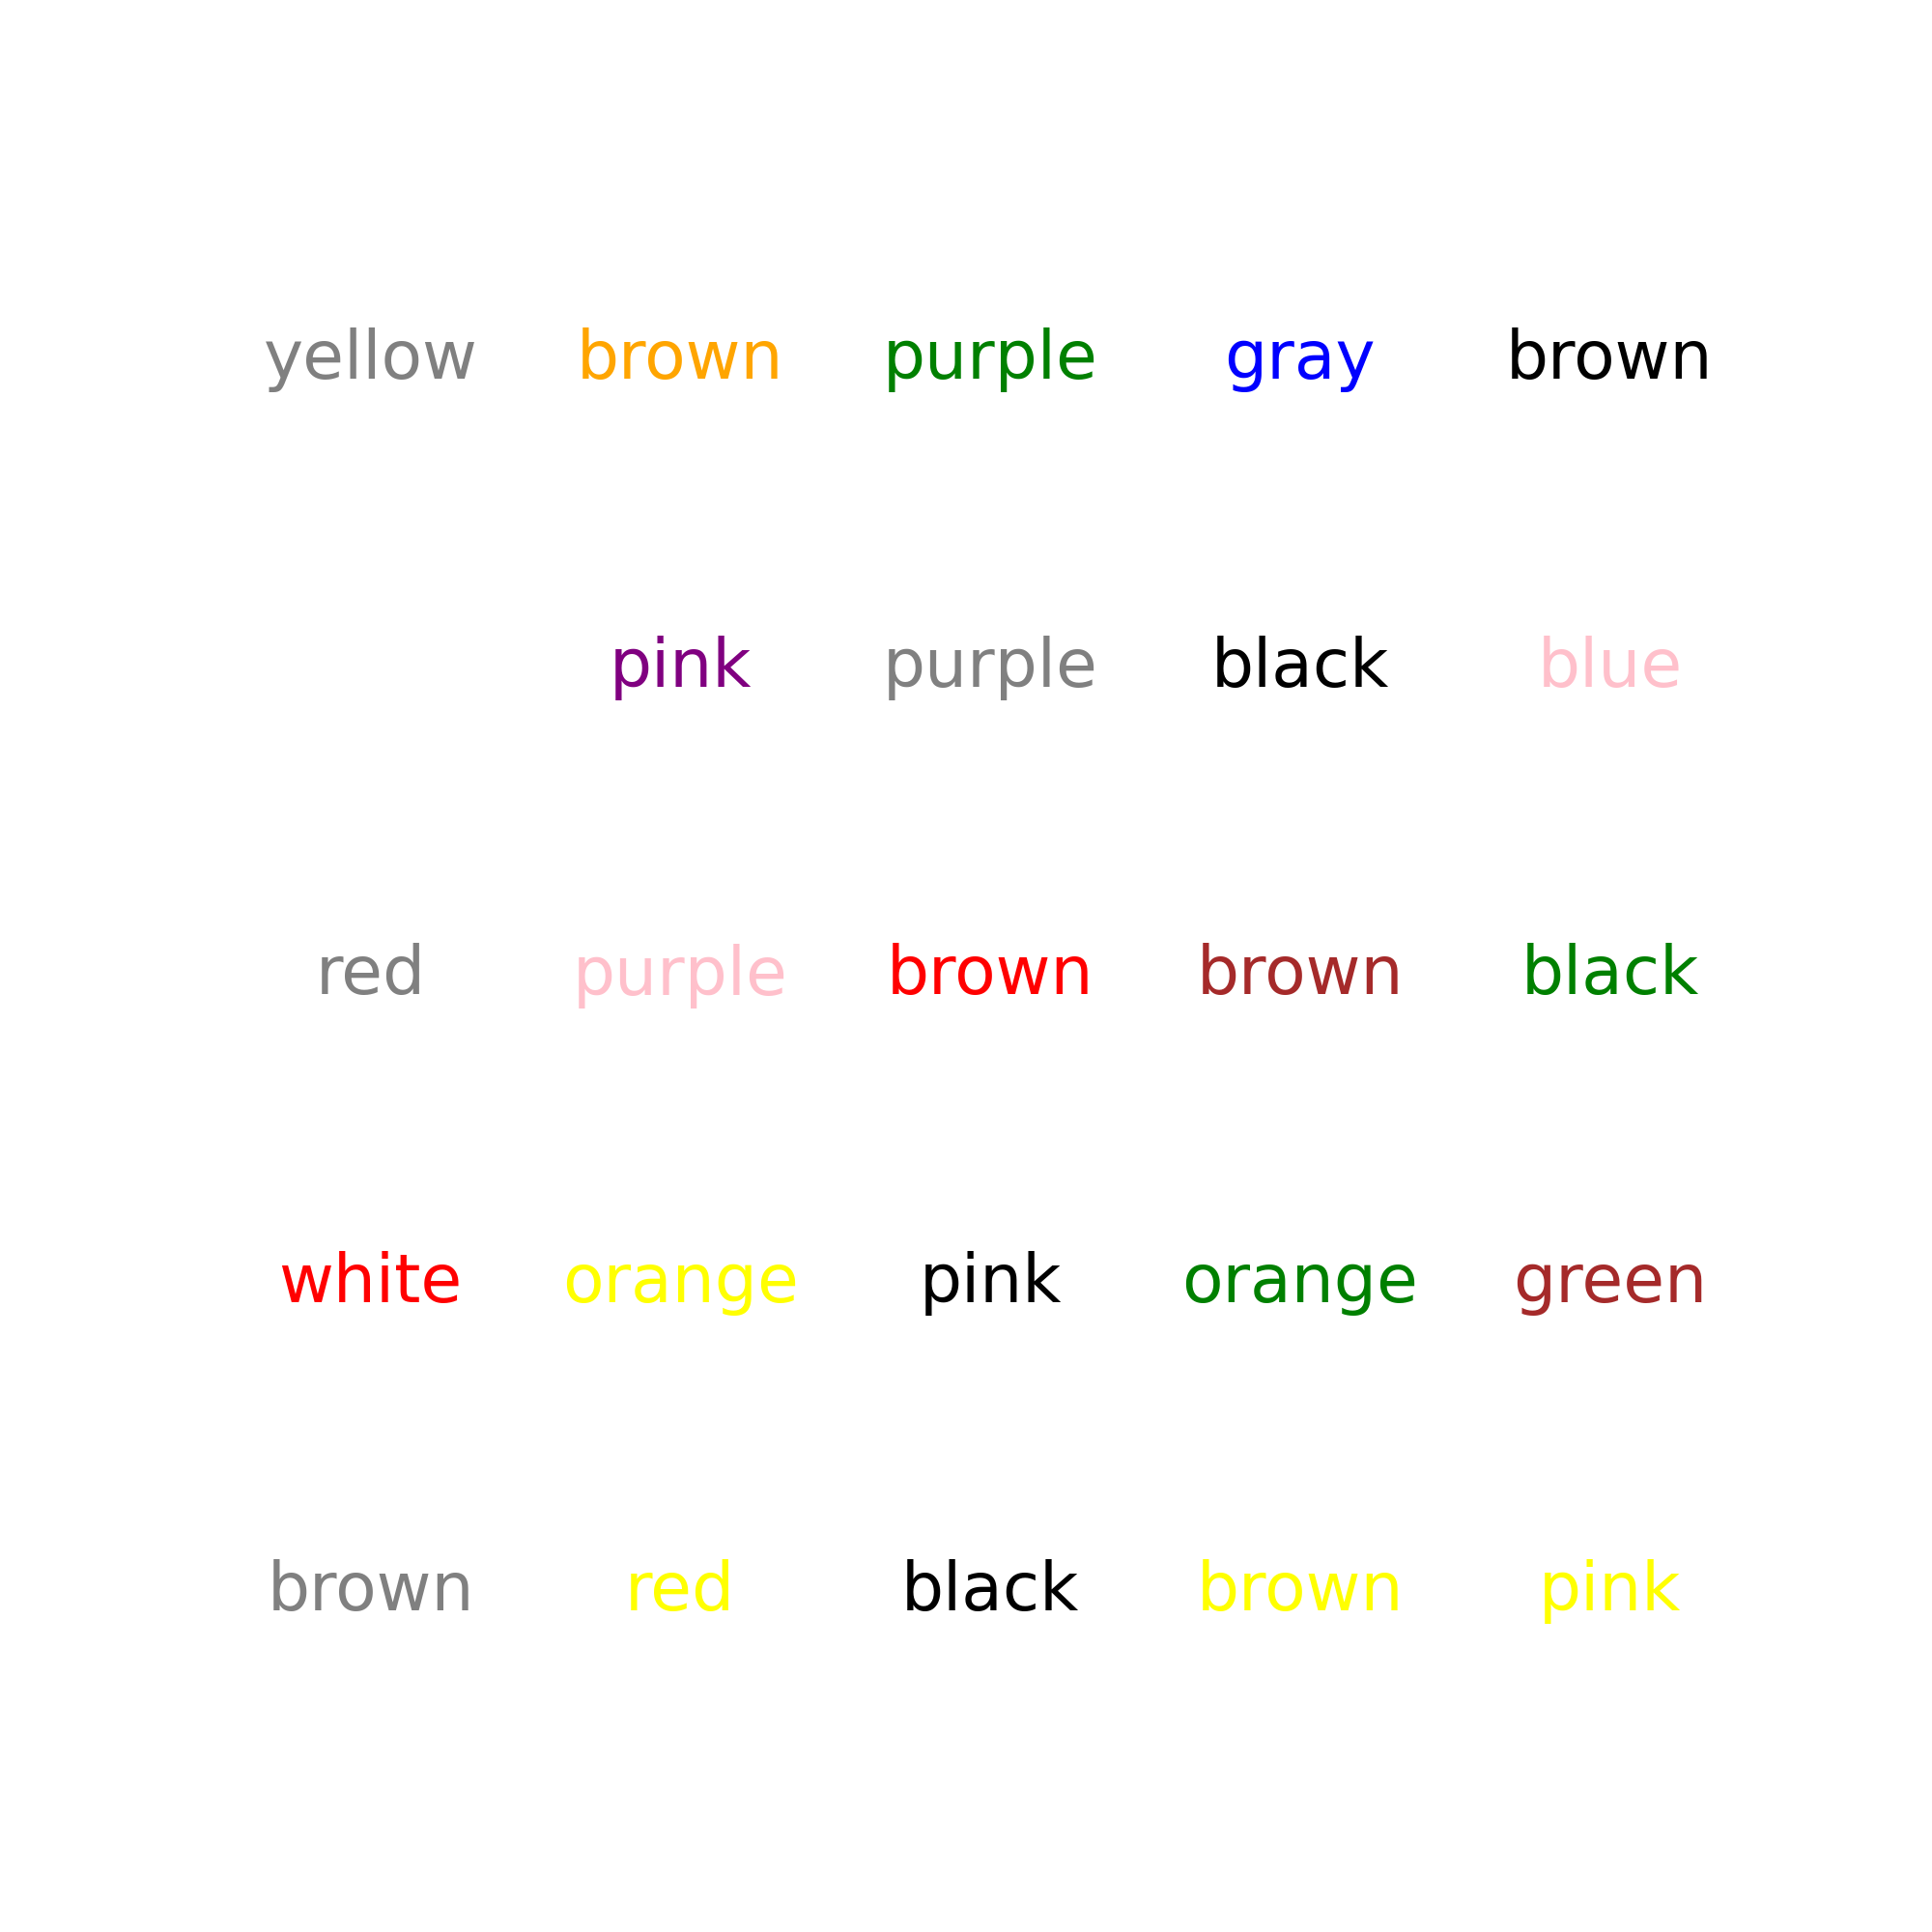 yellow brown purple gray brown
pink purple black blue
red purple brown brown black
white orange pink orange green
brown red black brown pink